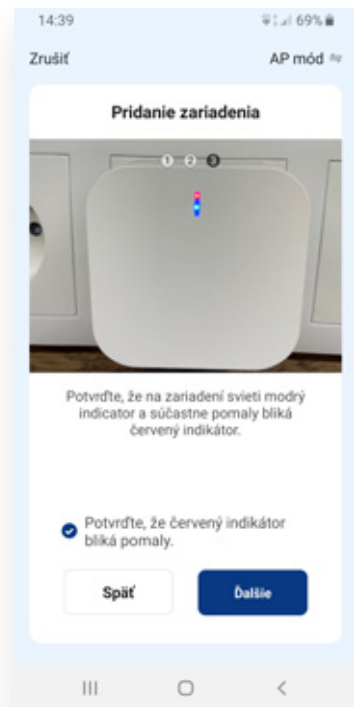 14:39 69%
Zrušiť AP mód
Pridanie zariadenia
1 2 3
Potvrďte, že na zariadení svieti modrý
indicator a súčastne pomaly bliká
červený indikátor.
Potvrďte, že červený indikátor
bliká pomaly.
Späť Ďalšie